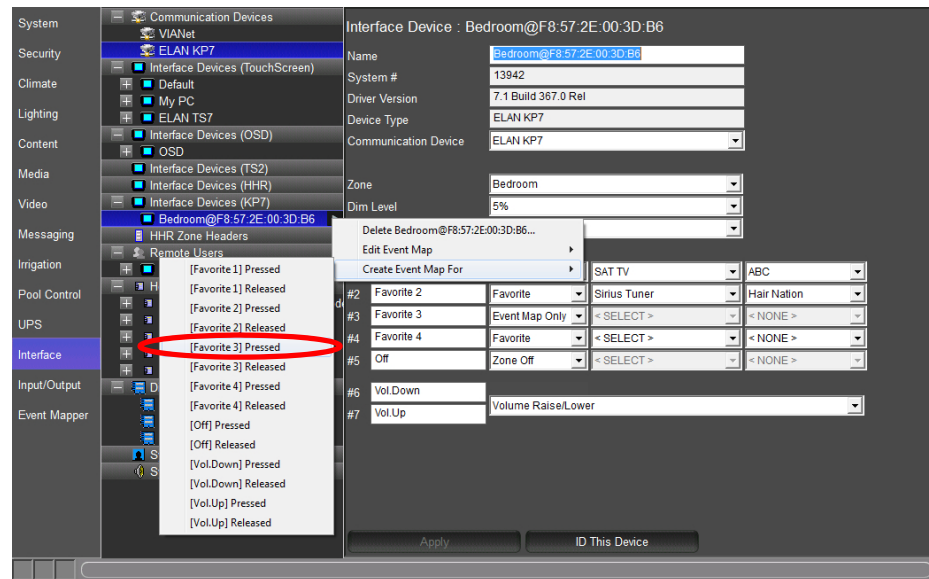 System
Security
Climate
Lighting
Content
Media
Video
Messaging
Irrigation
Pool Control
UPS
Interface
Input/Output
Event Mapper
Communication Devices
VIANet
ELAN KP7
Interface Devices (TouchScreen)
Default
My PC
ELAN TS7
Interface Devices (OSD)
OSD
Interface Devices (TS2)
Interface Devices (HHR)
Interface Devices (KP7)
Bedroom@F8:57:2E:00:3D:B6
HHR Zone Headers
Remote Users
[Favorite 1] Pressed
[Favorite 1] Released
[Favorite 2] Pressed
[Favorite 2] Released
[Favorite 3] Pressed
[Favorite 3] Released
[Favorite 4] Pressed
[Favorite 4] Released
[Off] Pressed
[Off] Released
[Vol.Down] Pressed
[Vol.Down] Released
[Vol.Up] Pressed
[Vol.Up] Released
Delete Bedroom@F8:57:2E:00:3D:B6...
Edit Event Map
Create Event Map For
Interface Device : Bedroom@F8:57:2E:00:3D:B6
Name Bedroom@F8:57:2E:00:3D:B6
System # 13942
Driver Version 7.1 Build 367.0 Rel
Device Type ELAN KP7
Communication Device ELAN KP7
Zone Bedroom
Dim Level 5%
SAT TV ABC
#2 Favorite 2 Favorite Sirius Tuner Hair Nation
#3 Favorite 3 Event Map Only < SELECT > < NONE >
#4 Favorite 4 Favorite < SELECT > < NONE >
#5 Off Zone Off < SELECT > < NONE >
#6 Vol.Down
Volume Raise/Lower
#7 Vol.Up
Apply ID This Device